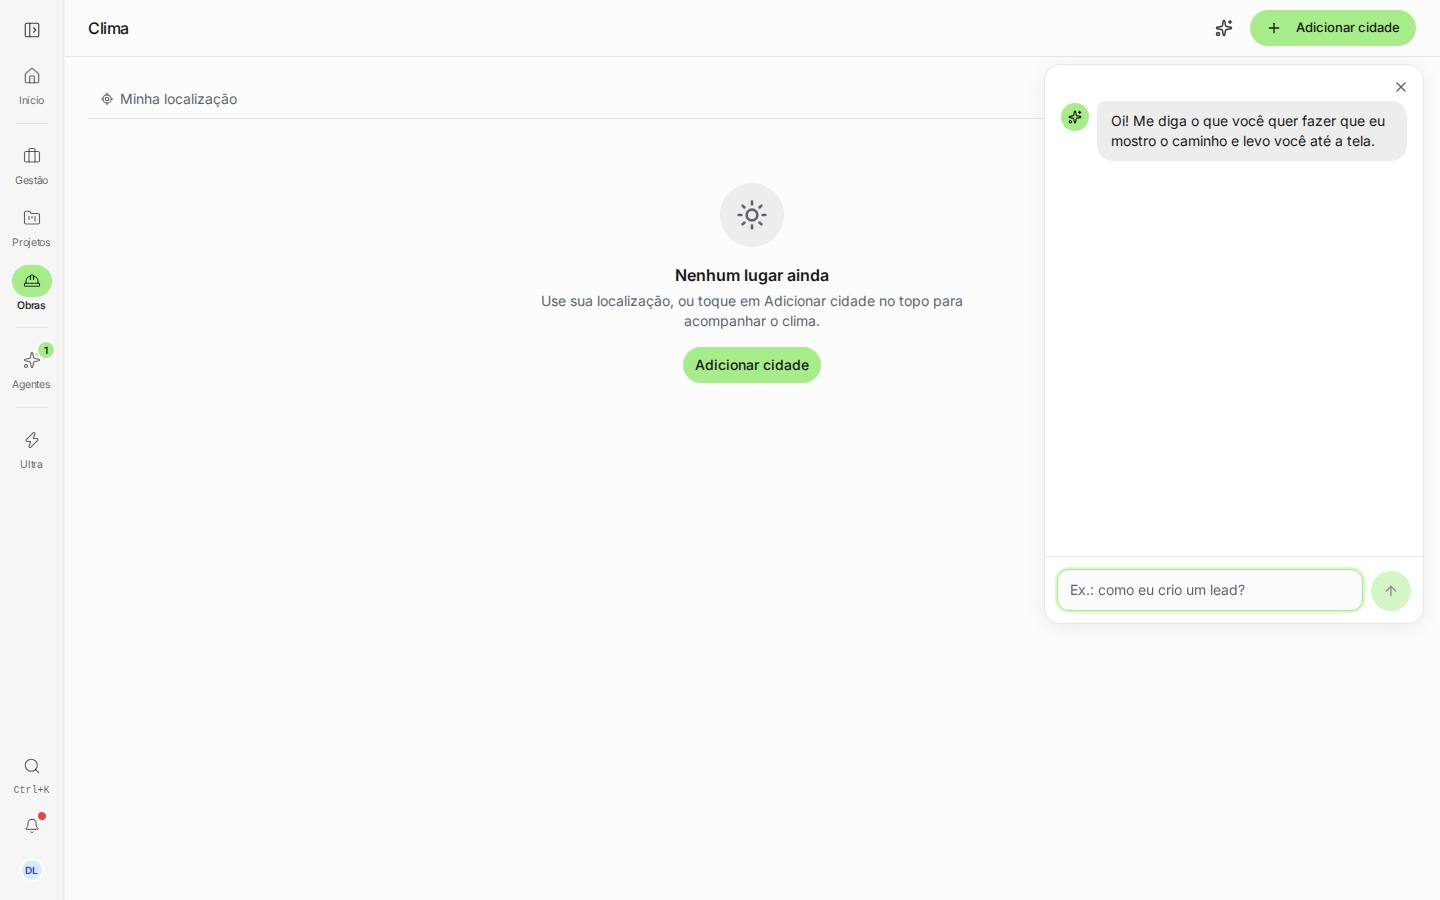 Clima
Adicionar cidade
Início
Gestão
Projetos
Obras
1
Agentes
Ultra
Ctrl+K
DL
Minha localização
Nenhum lugar ainda
Use sua localização, ou toque em Adicionar cidade no topo para
acompanhar o clima.
Adicionar cidade
Oi! Me diga o que você quer fazer que eu
mostro o caminho e levo você até a tela.
Ex.: como eu crio um lead?